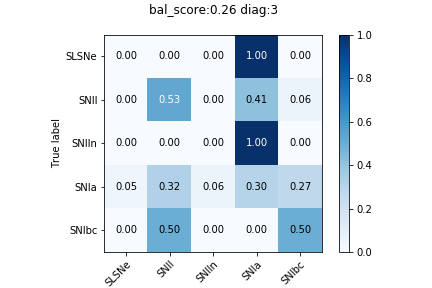 bal_score:0.26 diag:3
True label
SLSNe 0.00 0.00 0.00 1.00 0.00
SNII 0.00 0.53 0.00 0.41 0.06
SNIIn 0.00 0.00 0.00 1.00 0.00
SNIa 0.05 0.32 0.06 0.30 0.27
SNIbc 0.00 0.50 0.00 0.00 0.50
SLSNe SNII SNIIn SNIa SNIbc
1.0
0.8
0.6
0.4
0.2
0.0